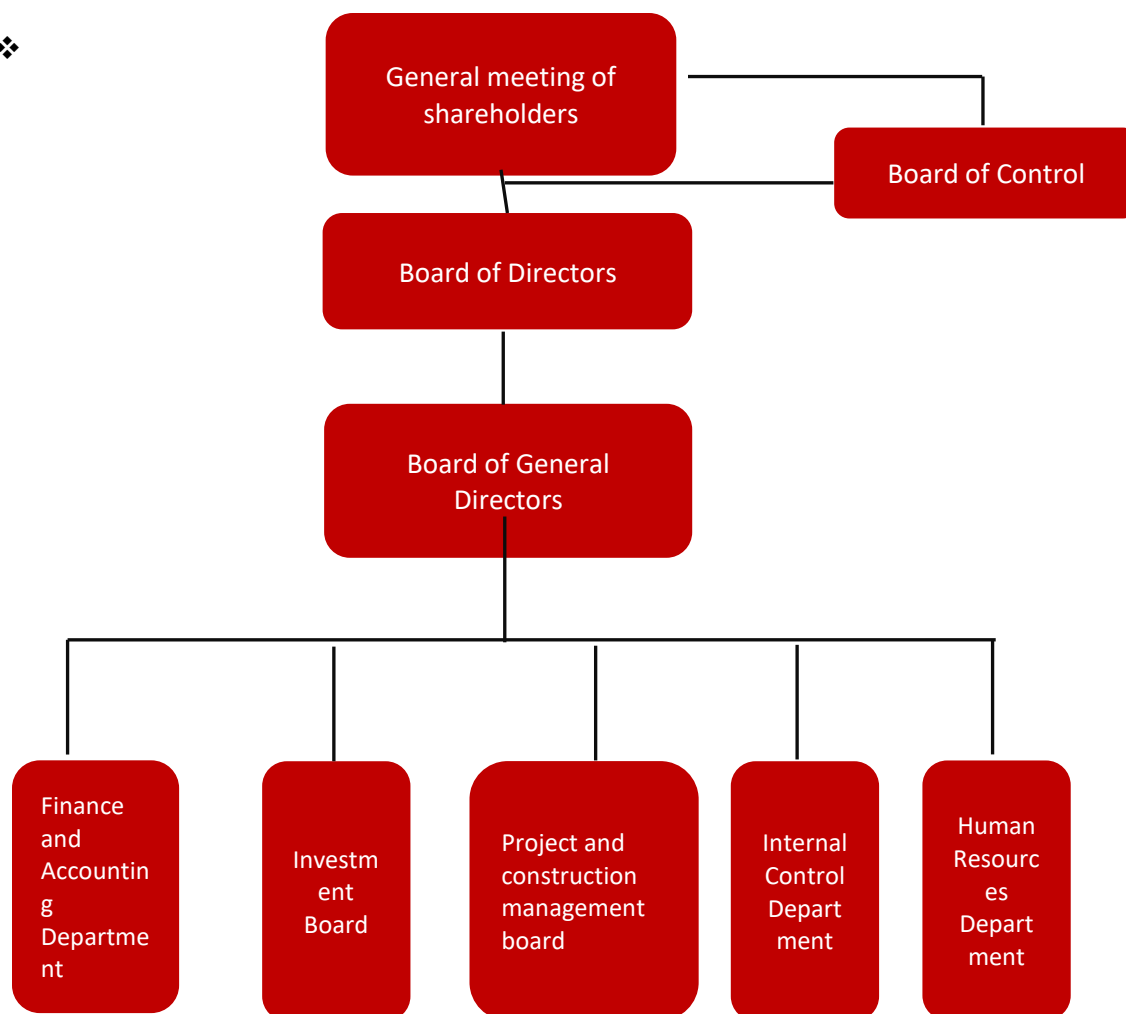 General meeting of
shareholders
Board of Control
Board of Directors
Board of General
Directors
Finance
and
Accountin
g
Departme
nt
Investm
ent
Board
Project and
construction
management
board
Internal
Control
Depart
ment
Human
Resourc
es
Depart
ment